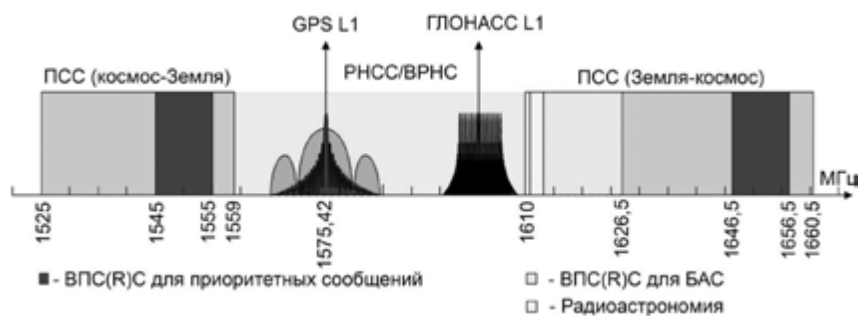 GPS L1 ГЛОНАСС L1
ПСС (космос-Земля) РНСС/ВРНС ПСС (Земля-космос)
МГц
1525 1545 1555 1559 1575,42 1610 1626,5 1646,5 1656,5 1660,5
- ВПС(R)С для приоритетных сообщений - ВПС(R)С для БАС
- Радиоастрономия